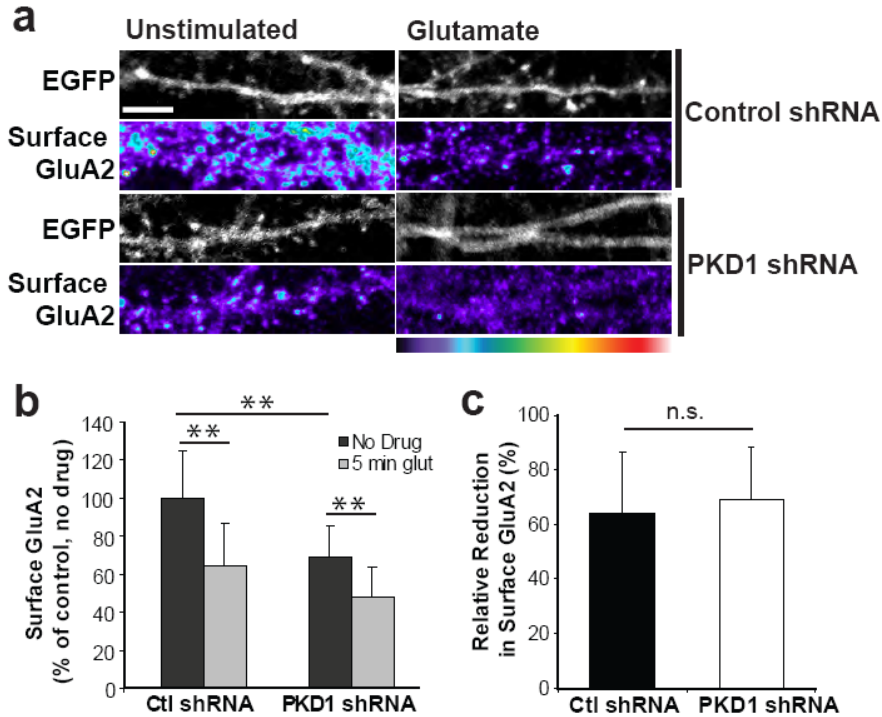 a
Unstimulated
Glutamate
EGFP
Surface
GluA2
Control shRNA
EGFP
Surface
GluA2
PKD1 shRNA
b
Surface GluA2
(% of control, no drug)
140
120
100
80
60
40
20
0
**
**
**
No Drug
5 min glut
Ctl shRNA
PKD1 shRNA
c
Relative Reduction
in Surface GluA2 (%)
100
80
60
40
20
0
n.s.
Ctl shRNA
PKD1 shRNA